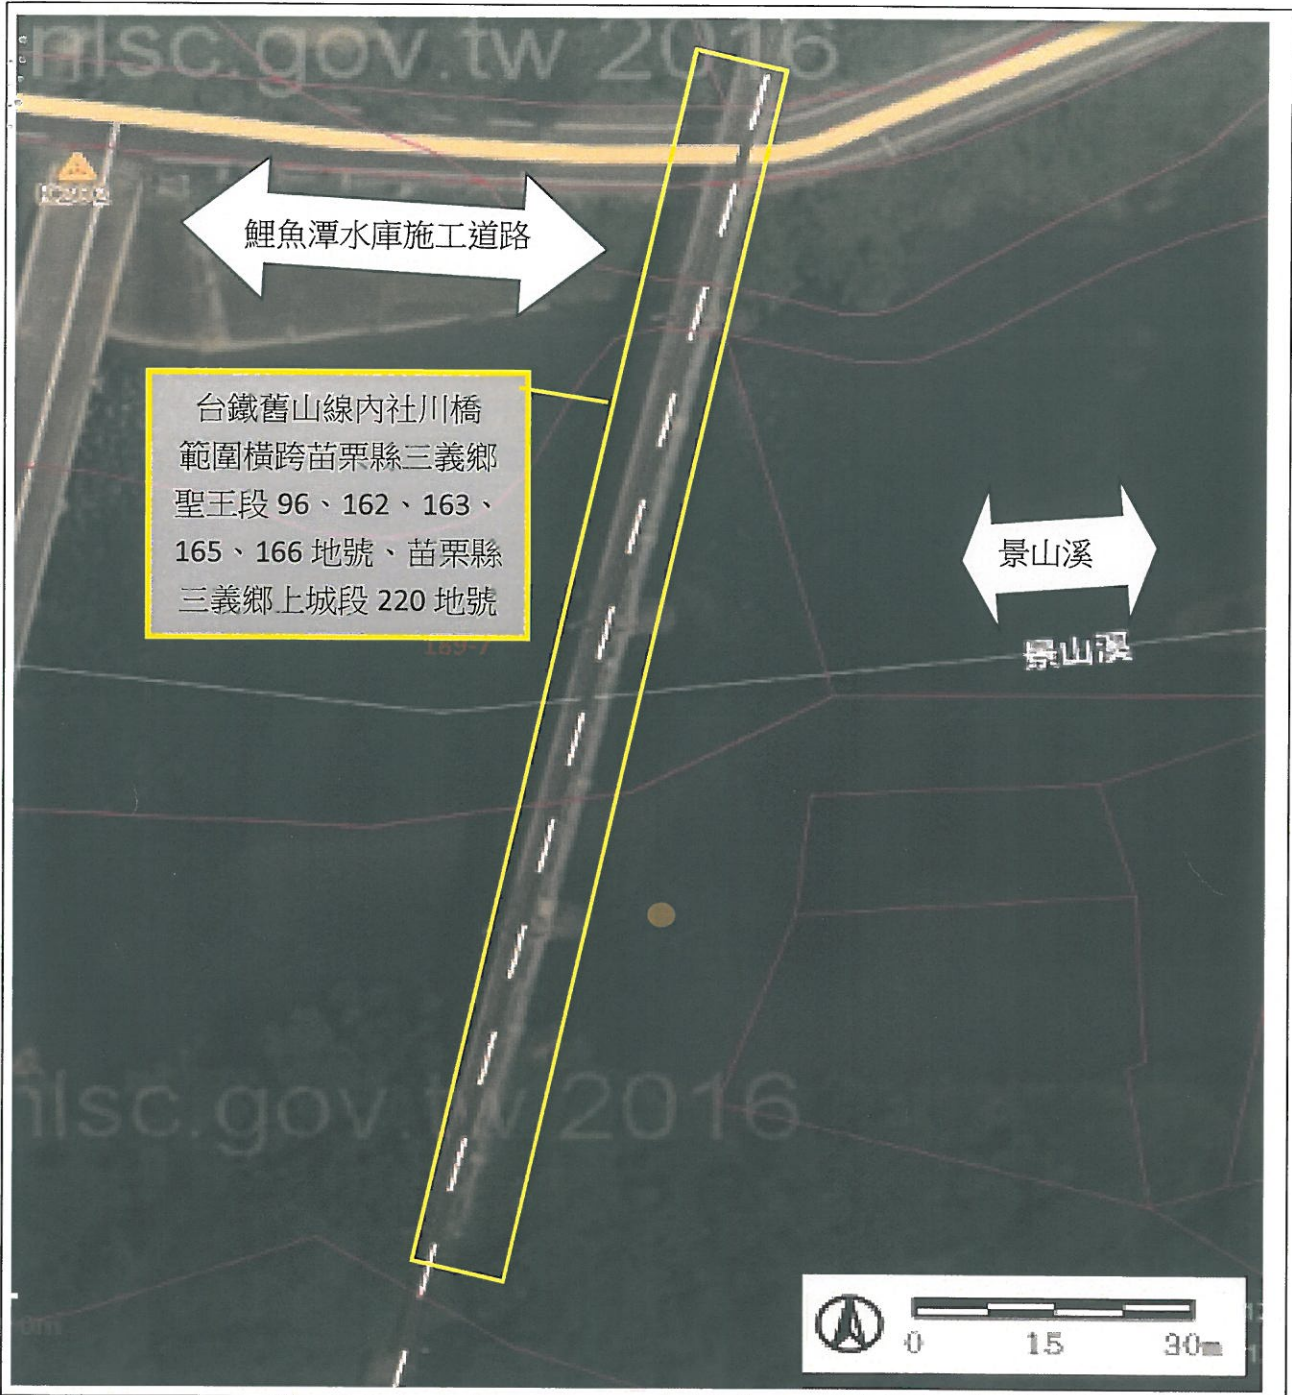 nlsc.gov.tw 2016
鯉魚潭水庫施工道路
台鐵舊山線內社川橋
範圍橫跨苗栗縣三義鄉
聖王段 96、162、163、
165、166 地號、苗栗縣
三義鄉上城段 220 地號
景山溪
景山溪
169-7
nlsc.gov.tw 2016
0 15 30m